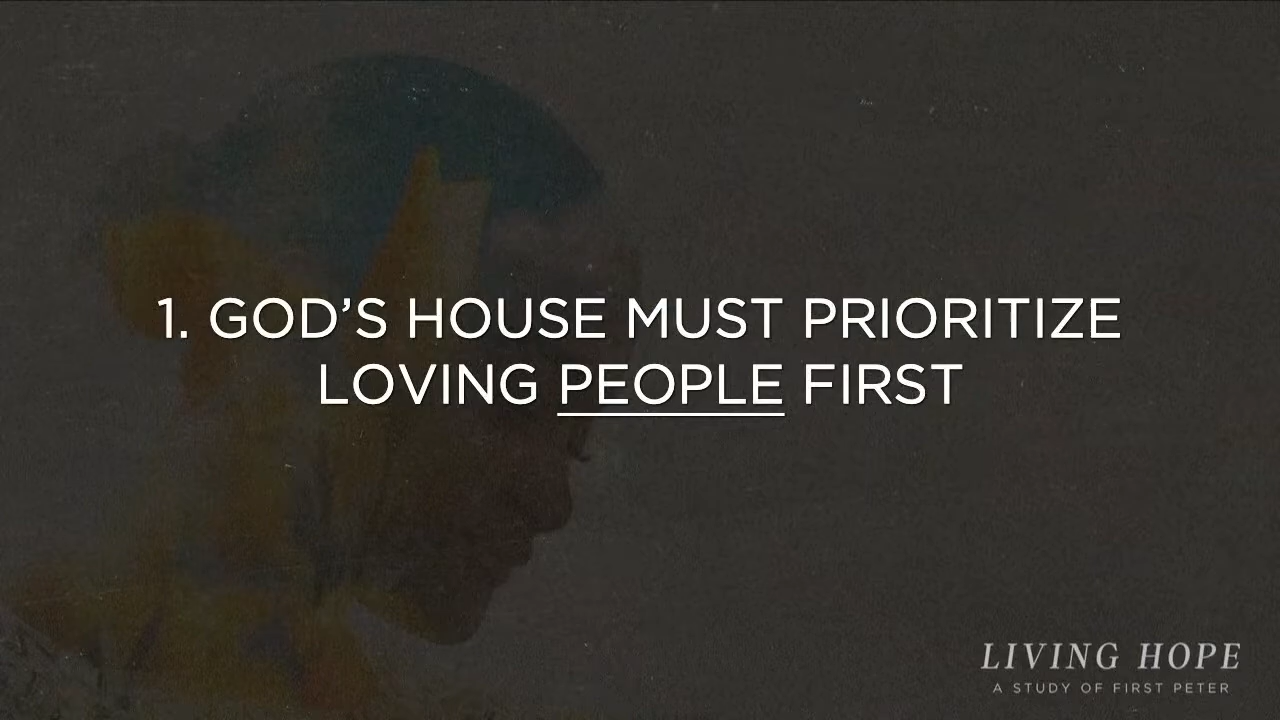 1. GOD’S HOUSE MUST PRIORITIZE
LOVING PEOPLE FIRST
LIVING HOPE
A STUDY OF FIRST PETER